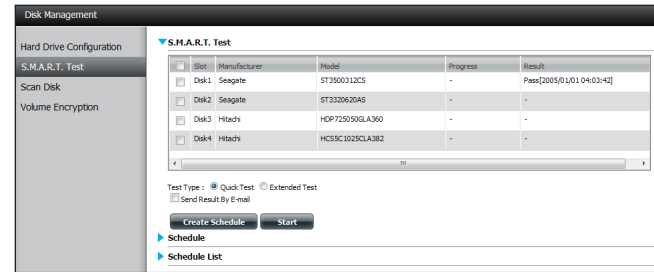 Disk Management
Hard Drive Configuration
S.M.A.R.T. Test
Scan Disk
Volume Encryption
S.M.A.R.T. Test
Slot Manufacturer Model Progress Result
Disk1 Seagate ST3500312CS - Pass[2005/01/01 04:03:42]
Disk2 Seagate ST3320620AS - -
Disk3 Hitachi HDP725050GLA360 - -
Disk4 Hitachi HCS5C1025CLA382 - -
Test Type : Quick Test Extended Test
Send Result By E-mail
Create Schedule Start
Schedule
Schedule List